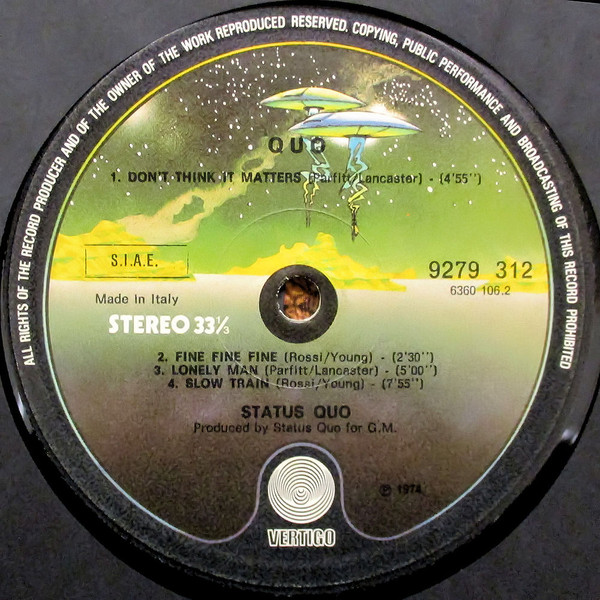 ALL RIGHTS OF THE RECORD PRODUCER AND OF THE OWNER OF THE WORK REPRODUCED RESERVED. COPYING, PUBLIC PERFORMANCE AND BROADCASTING OF THIS RECORD PROHIBITED
QUO
1. DON'T THINK IT MATTERS (Parfitt/Lancaster) - (4'55'')
S.I.A.E.
9279 312
6360 106.2
Made in Italy
STEREO 33⅓
2. FINE FINE FINE (Rossi/Young) - (2'30'')
3. LONELY MAN (Parfitt/Lancaster) - (5'00'')
4. SLOW TRAIN (Rossi/Young) - (7'55'')
STATUS QUO
Produced by Status Quo for G.M.
℗ 1974
VERTIGO